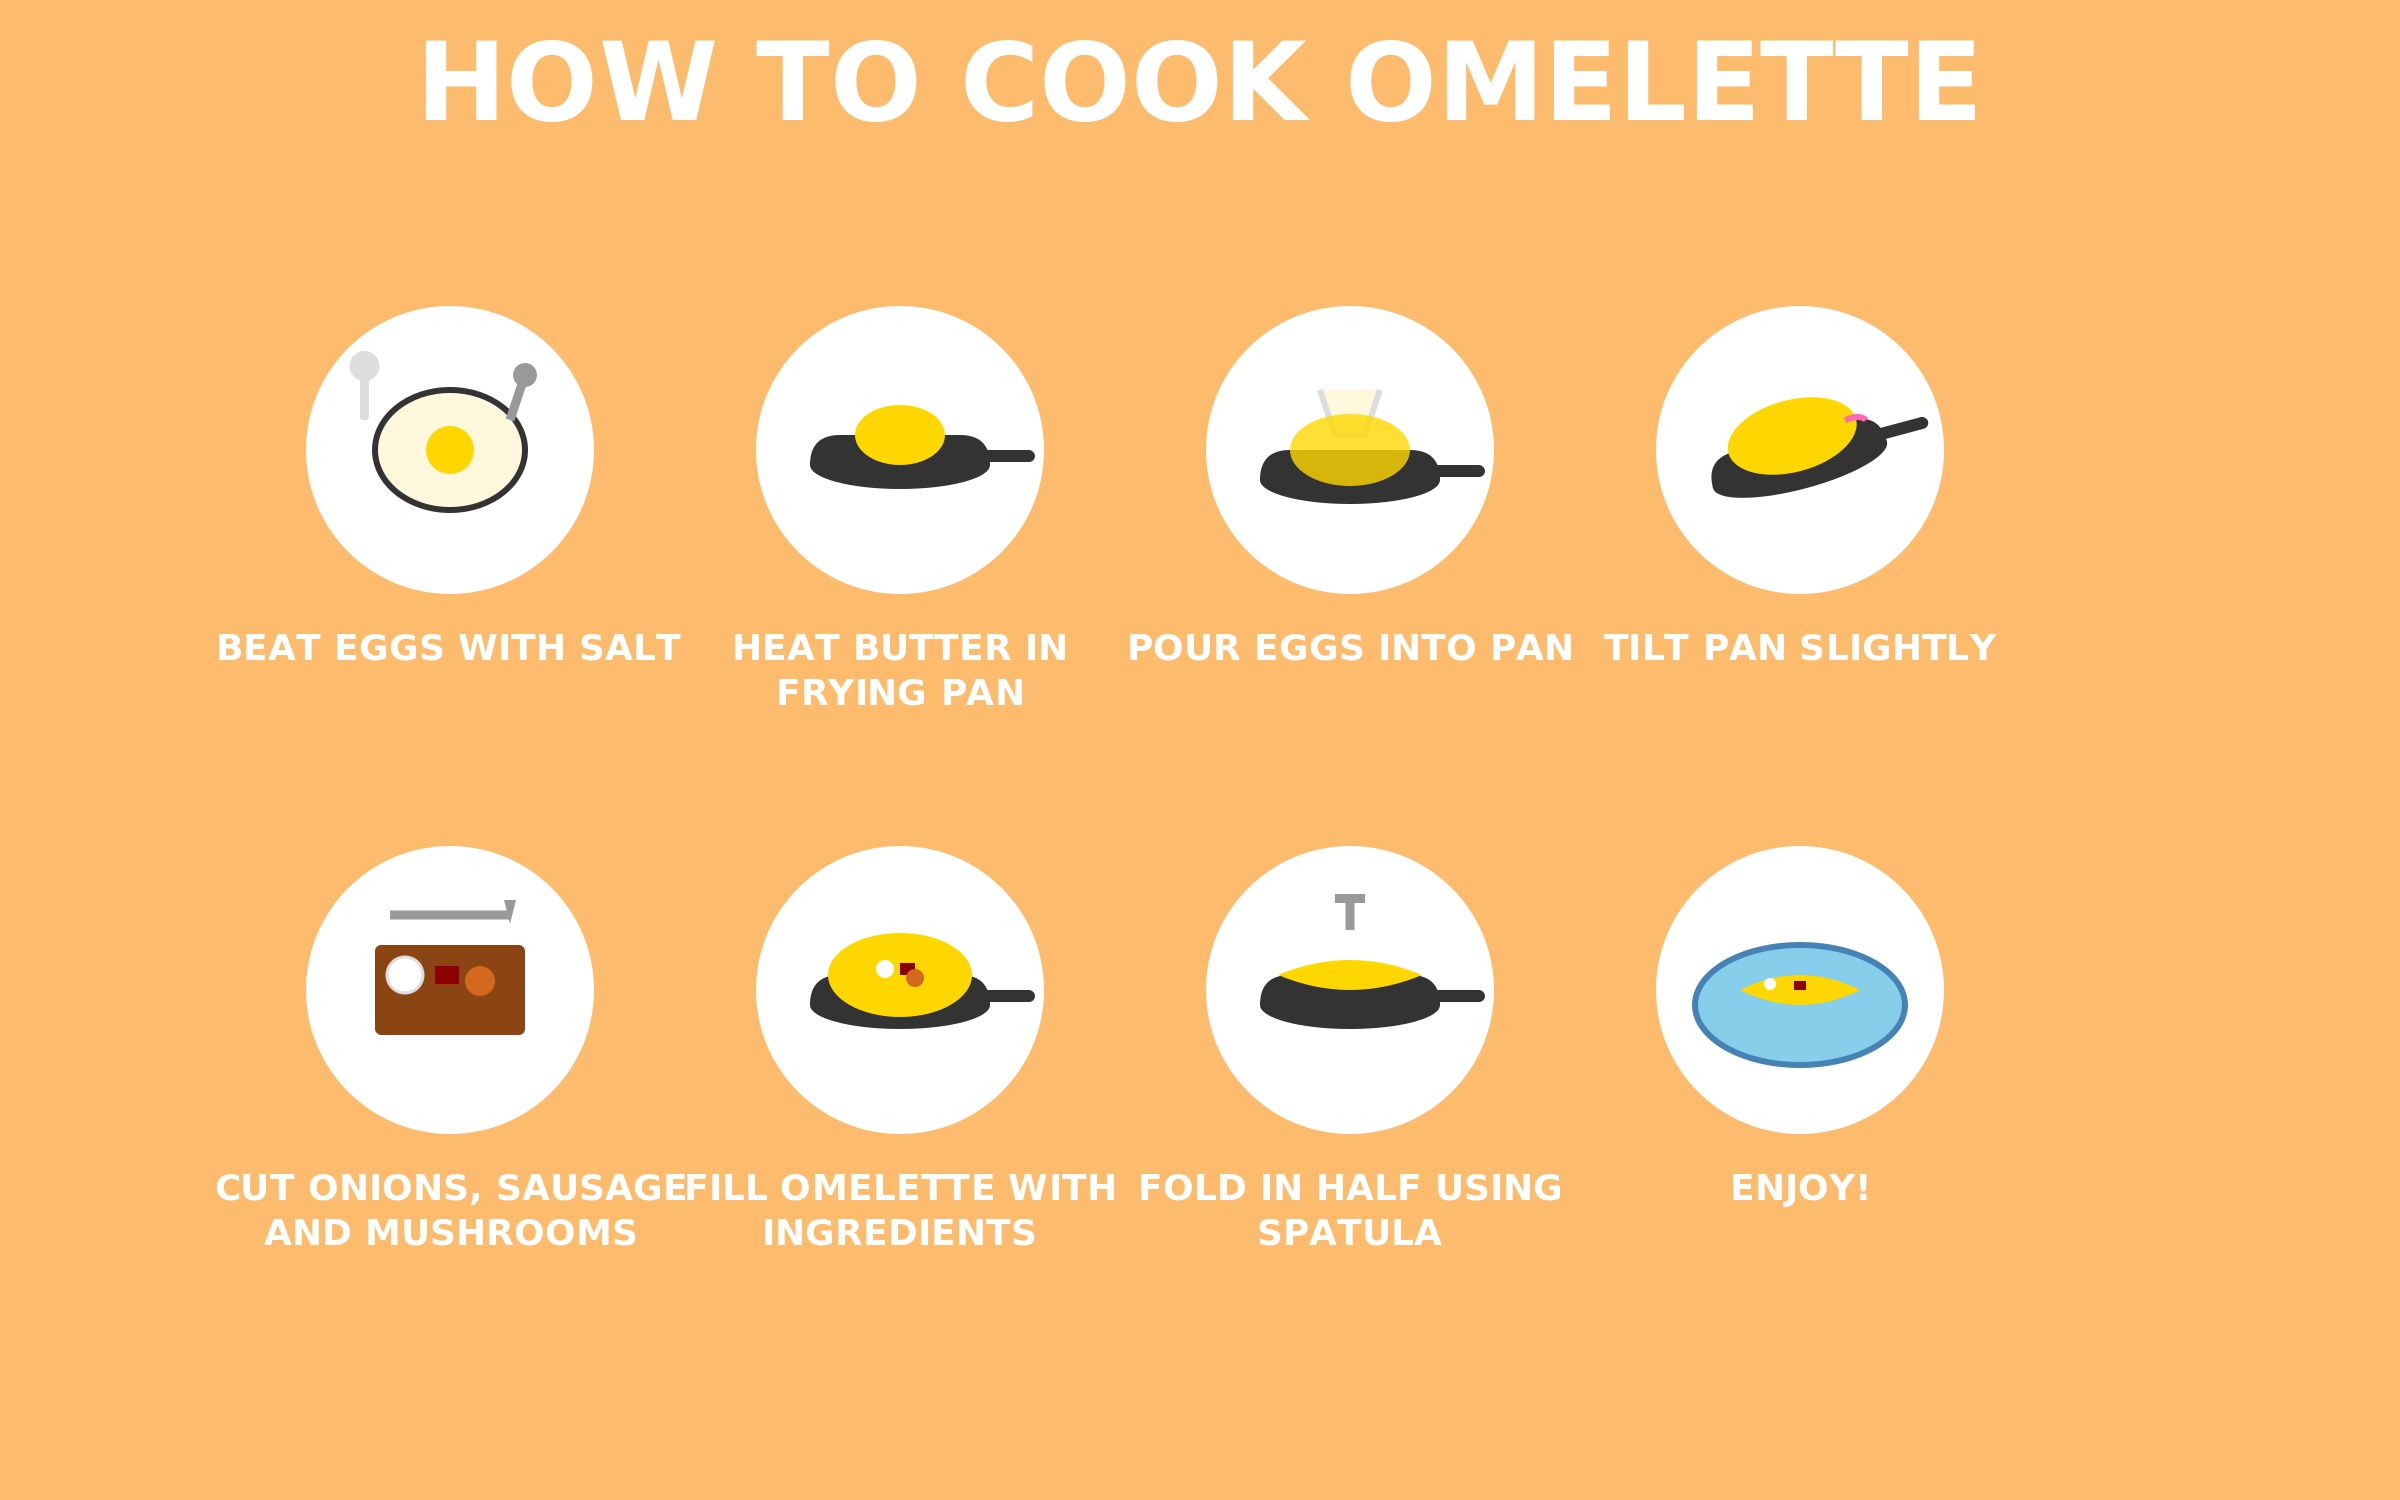 HOW TO COOK OMELETTE
BEAT EGGS WITH SALT
HEAT BUTTER IN
FRYING PAN
POUR EGGS INTO PAN
TILT PAN SLIGHTLY
CUT ONIONS, SAUSAGE
AND MUSHROOMS
FILL OMELETTE WITH
INGREDIENTS
FOLD IN HALF USING
SPATULA
ENJOY!